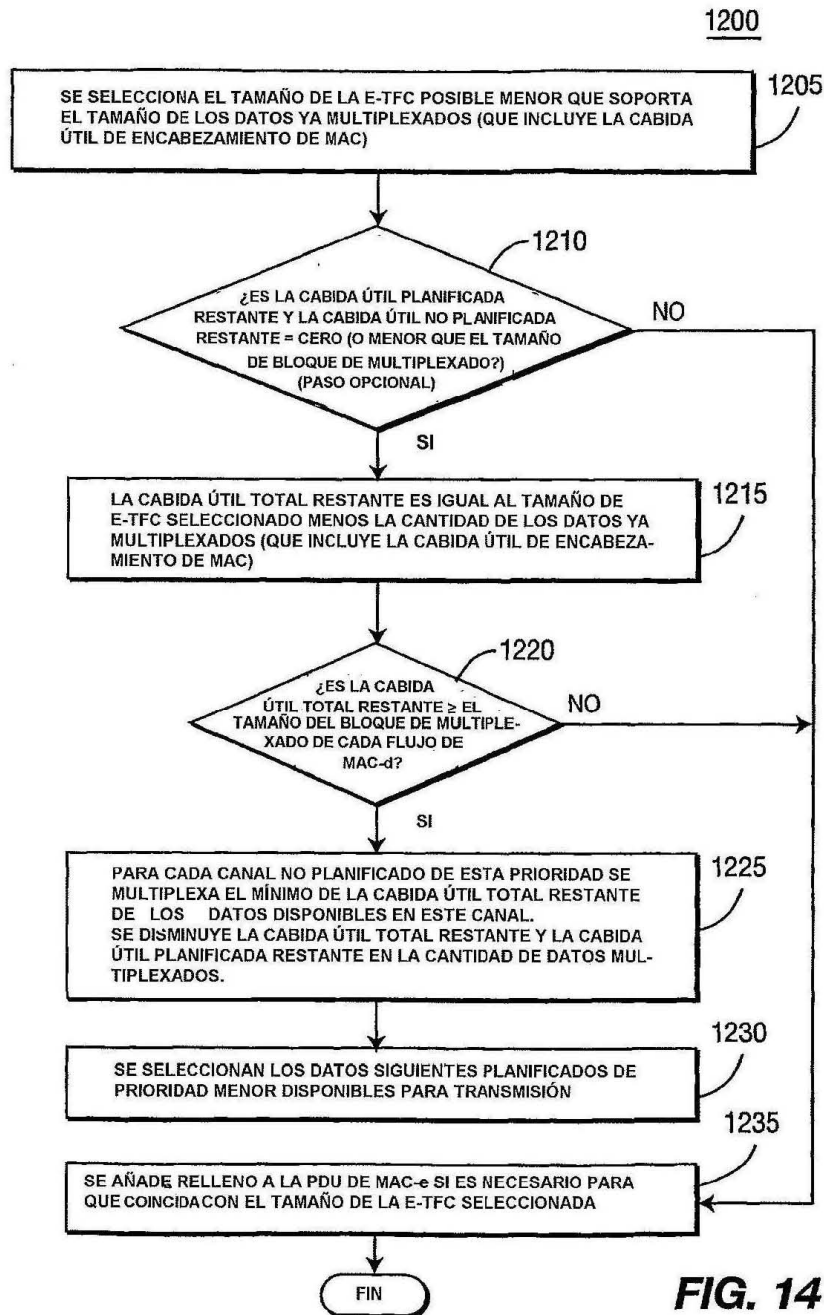 1200
SE SELECCIONA EL TAMAÑO DE LA E-TFC POSIBLE MENOR QUE SOPORTA
EL TAMAÑO DE LOS DATOS YA MULTIPLEXADOS (QUE INCLUYE LA CABIDA
ÚTIL DE ENCABEZAMIENTO DE MAC)
1205
1210
¿ES LA CABIDA ÚTIL PLANIFICADA
RESTANTE Y LA CABIDA ÚTIL NO PLANIFICADA
RESTANTE = CERO (O MENOR QUE EL TAMAÑO
DE BLOQUE DE MULTIPLEXADO?)
(PASO OPCIONAL)
NO
SI
LA CABIDA ÚTIL TOTAL RESTANTE ES IGUAL AL TAMAÑO DE
E-TFC SELECCIONADO MENOS LA CANTIDAD DE LOS DATOS YA
MULTIPLEXADOS (QUE INCLUYE LA CABIDA ÚTIL DE ENCABEZA-
MIENTO DE MAC)
1215
1220
¿ES LA CABIDA
ÚTIL TOTAL RESTANTE ≥ EL
TAMAÑO DEL BLOQUE DE MULTIPLE-
XADO DE CADA FLUJO DE
MAC-d?
NO
SI
PARA CADA CANAL NO PLANIFICADO DE ESTA PRIORIDAD SE
MULTIPLEXA EL MÍNIMO DE LA CABIDA ÚTIL TOTAL RESTANTE
DE LOS DATOS DISPONIBLES EN ESTE CANAL.
SE DISMINUYE LA CABIDA ÚTIL TOTAL RESTANTE Y LA CABIDA
ÚTIL PLANIFICADA RESTANTE EN LA CANTIDAD DE DATOS MUL-
TIPLEXADOS.
1225
SE SELECCIONAN LOS DATOS SIGUIENTES PLANIFICADOS DE
PRIORIDAD MENOR DISPONIBLES PARA TRANSMISIÓN
1230
1235
SE AÑADE RELLENO A LA PDU DE MAC-e SI ES NECESARIO PARA
QUE COINCIDA CON EL TAMAÑO DE LA E-TFC SELECCIONADA
FIN
FIG. 14